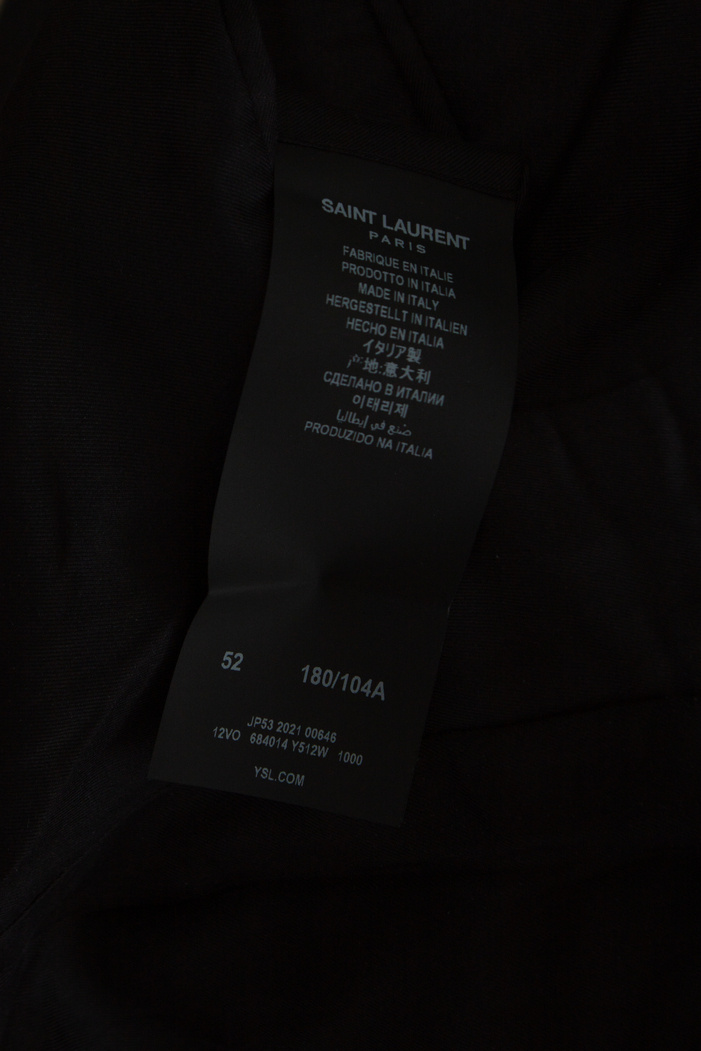 SAINT LAURENT
PARIS
FABRIQUE EN ITALIE
PRODOTTO IN ITALIA
MADE IN ITALY
HERGESTELLT IN ITALIEN
HECHO EN ITALIA
イタリア製
产地:意大利
СДЕЛАНО В ИТАЛИИ
이태리제
صنع في إيطاليا
PRODUZIDO NA ITALIA
52 180/104A
JP53 2021 00646
12VO 684014 Y512W 1000
YSL.COM